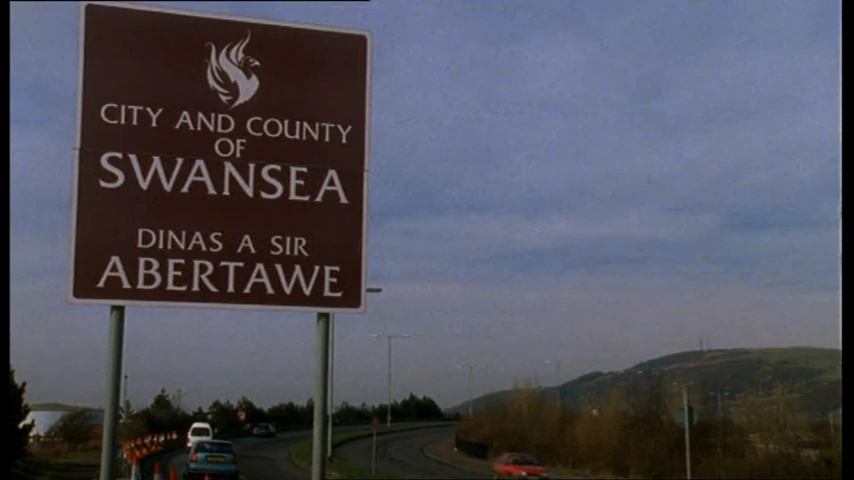 CITY AND COUNTY
OF
SWANSEA
DINAS A SIR
ABERTAWE